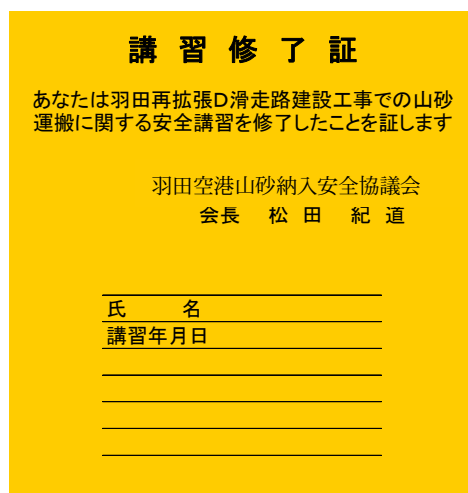 講習修了証
あなたは羽田再拡張D滑走路建設工事での山砂
運搬に関する安全講習を修了したことを証します
羽田空港山砂納入安全協議会
会長　松田　紀道
氏　　名
講習年月日